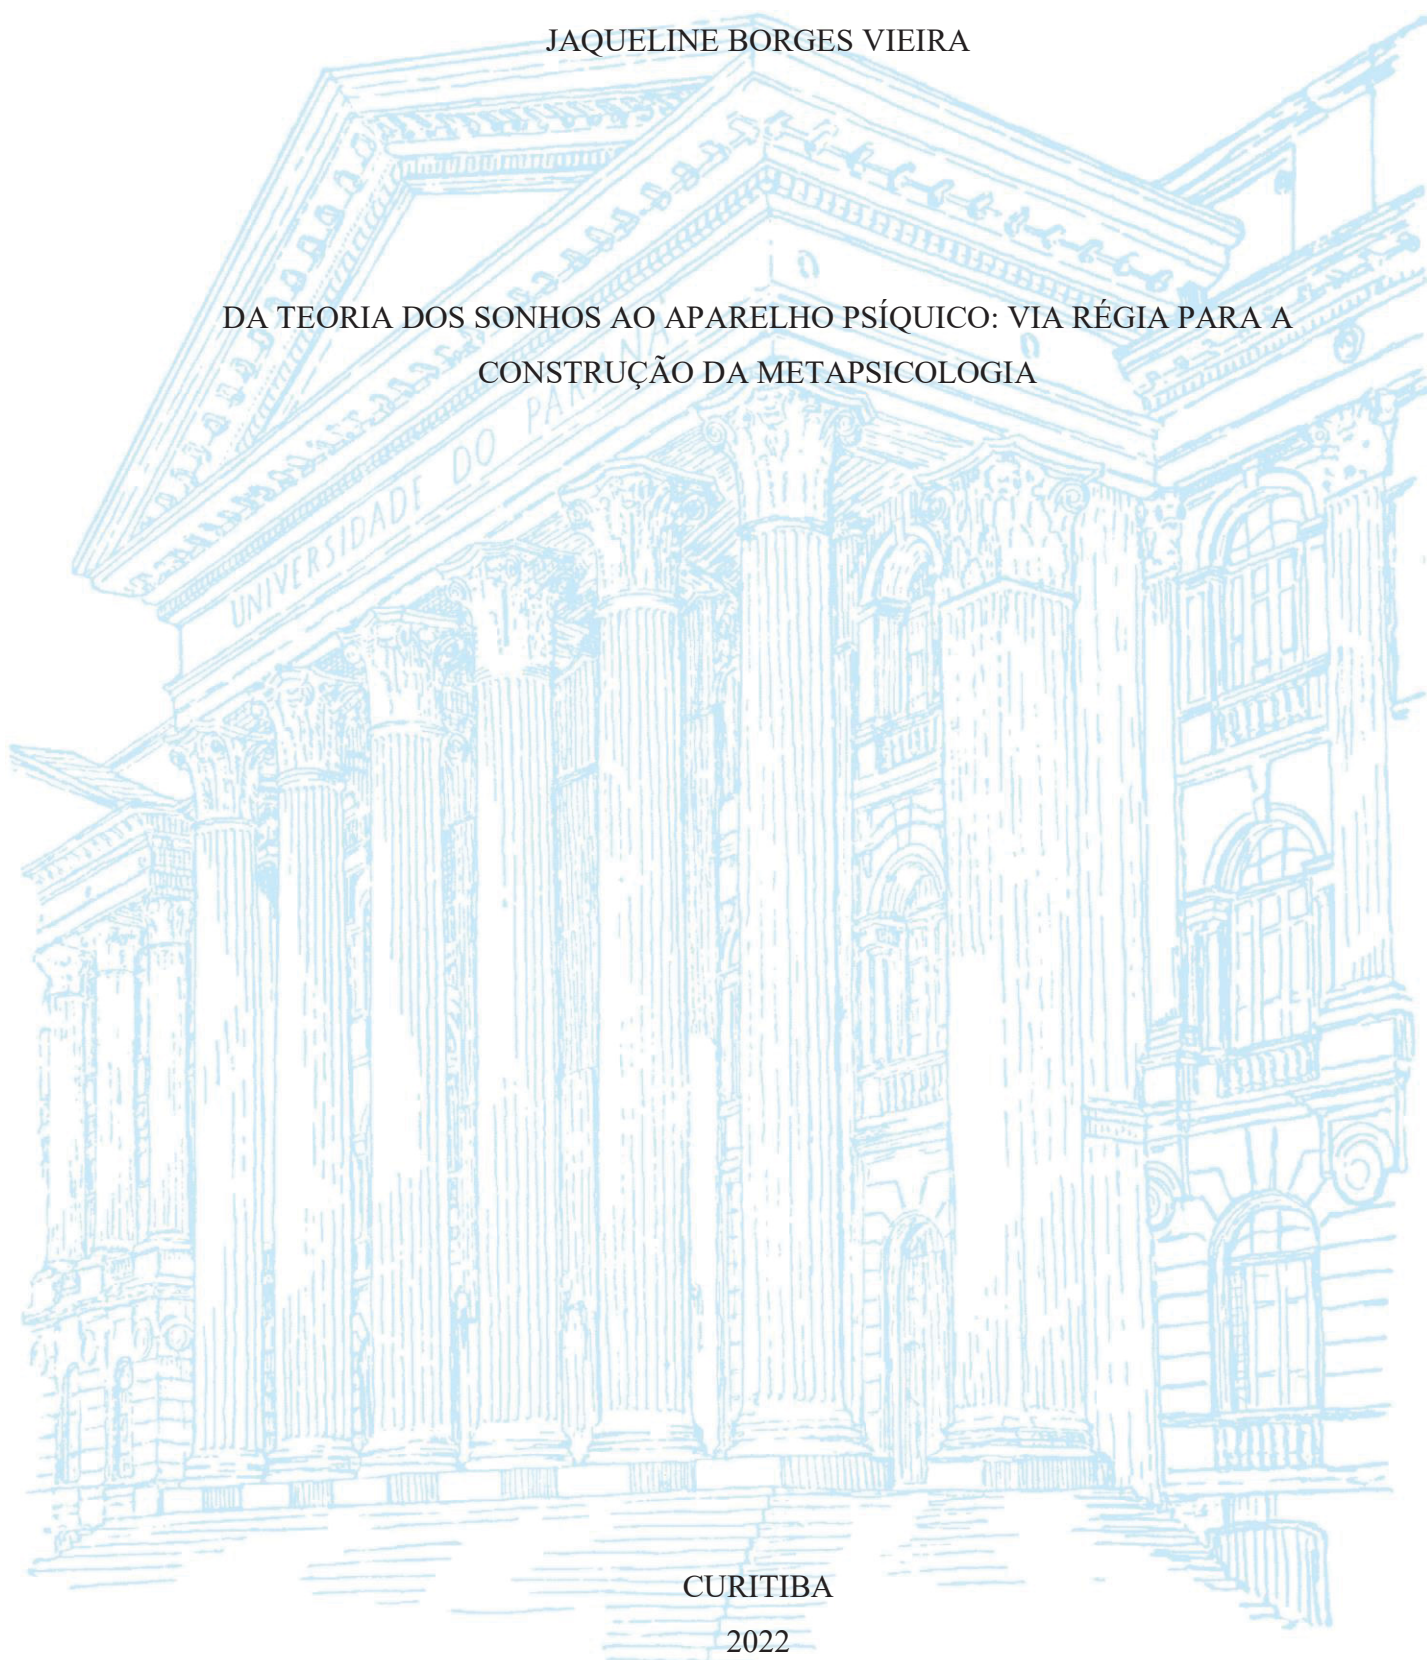 JAQUELINE BORGES VIEIRA
DA TEORIA DOS SONHOS AO APARELHO PSÍQUICO: VIA RÉGIA PARA A
CONSTRUÇÃO DA METAPSICOLOGIA
UNIVERSIDADE DO PARANÁ
CURITIBA
2022